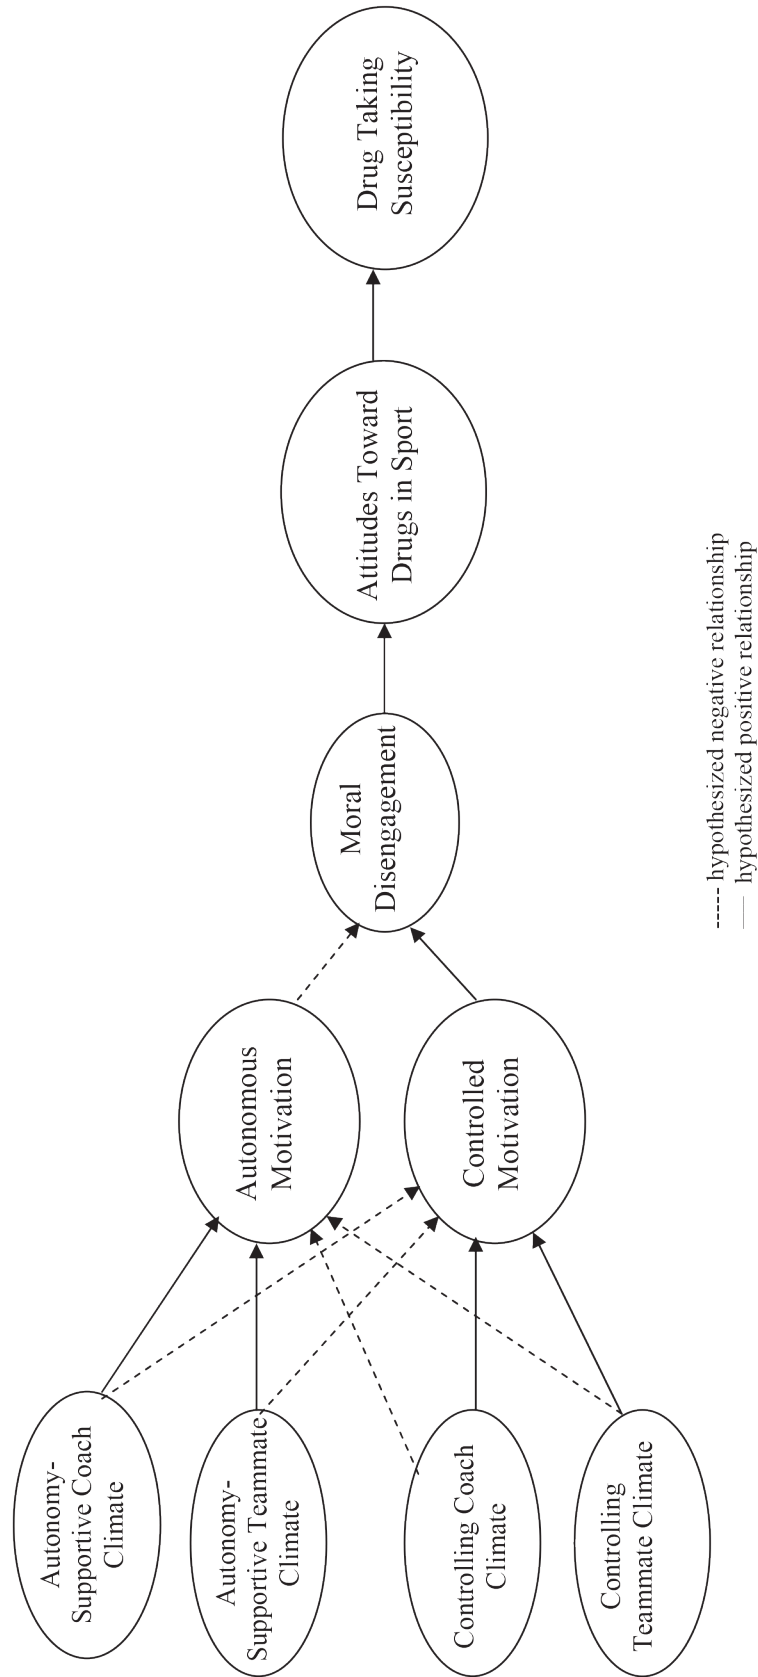 Autonomy-
Supportive Coach
Climate
Autonomy-
Supportive Teammate
Climate
Controlling Coach
Climate
Controlling
Teammate Climate
Autonomous
Motivation
Controlled
Motivation
Moral
Disengagement
Attitudes Toward
Drugs in Sport
Drug Taking
Susceptibility
hypothesized negative relationship
hypothesized positive relationship